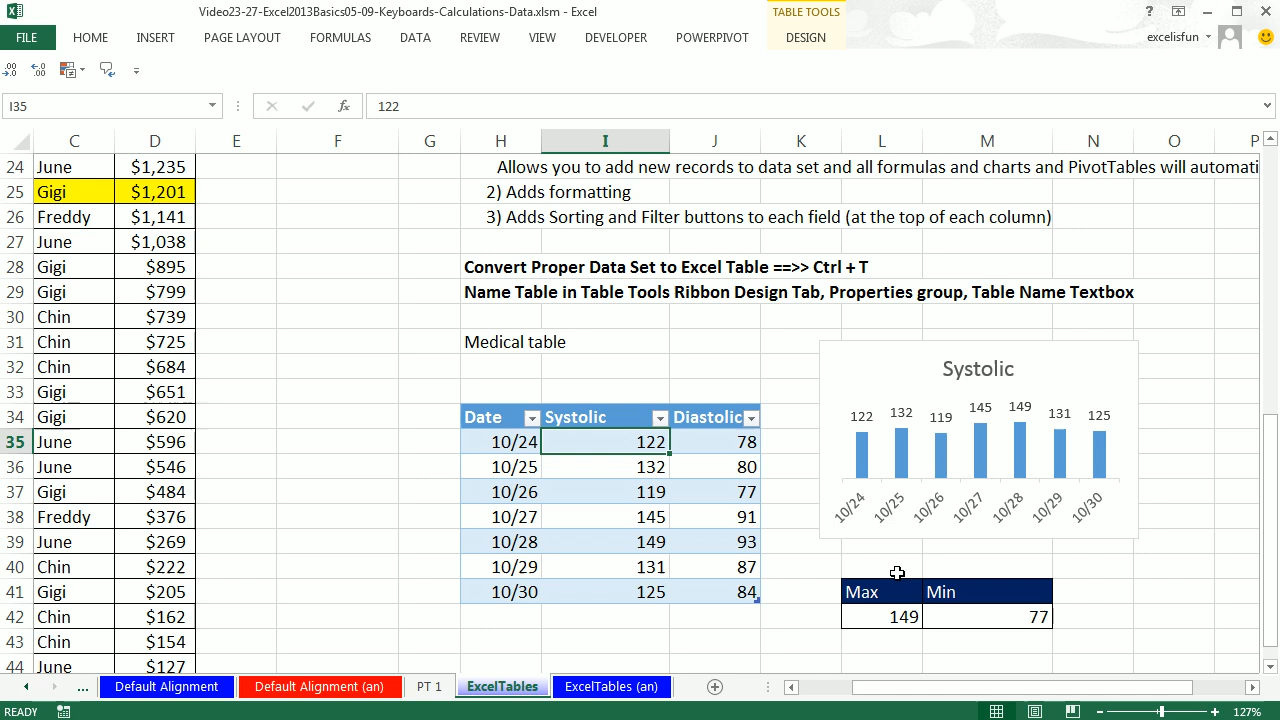 Video23-27-Excel2013Basics05-09-Keyboards-Calculations-Data.xlsm - Excel
TABLE TOOLS
FILE HOME INSERT PAGE LAYOUT FORMULAS DATA REVIEW VIEW DEVELOPER POWERPIVOT DESIGN excelisfun
I35 fx 122
C D E F G H I J K L M N O P
24 June $1,235 Allows you to add new records to data set and all formulas and charts and PivotTables will automati
25 Gigi $1,201 2) Adds formatting
26 Freddy $1,141 3) Adds Sorting and Filter buttons to each field (at the top of each column)
27 June $1,038
28 Gigi $895 Convert Proper Data Set to Excel Table ==>> Ctrl + T
29 Gigi $799 Name Table in Table Tools Ribbon Design Tab, Properties group, Table Name Textbox
30 Chin $739
31 Chin $725 Medical table
32 Chin $684
33 Gigi $651
34 Gigi $620 Date Systolic Diastolic
35 June $596 10/24 122 78
36 June $546 10/25 132 80
37 Gigi $484 10/26 119 77
38 Freddy $376 10/27 145 91
39 June $269 10/28 149 93
40 Chin $222 10/29 131 87
41 Gigi $205 10/30 125 84
42 Chin $162
43 Chin $154
44 June $127
Systolic
122 132 119 145 149 131 125
10/24 10/25 10/26 10/27 10/28 10/29 10/30
Max Min
149 77
... Default Alignment Default Alignment (an) PT 1 ExcelTables ExcelTables (an)
READY 127%